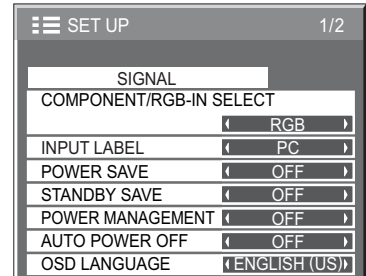 SET UP 1/2
SIGNAL
COMPONENT/RGB-IN SELECT
RGB
INPUT LABEL PC
POWER SAVE OFF
STANDBY SAVE OFF
POWER MANAGEMENT OFF
AUTO POWER OFF OFF
OSD LANGUAGE ENGLISH (US)